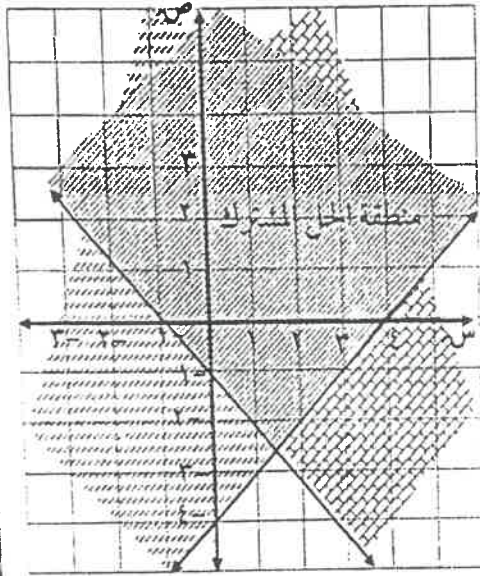 ص
٣
٢
منطقة الحل المشترك
١
س ٤ ٣ ٢ ١ -١ -٢ -٣
-١
-٢
-٣
-٤